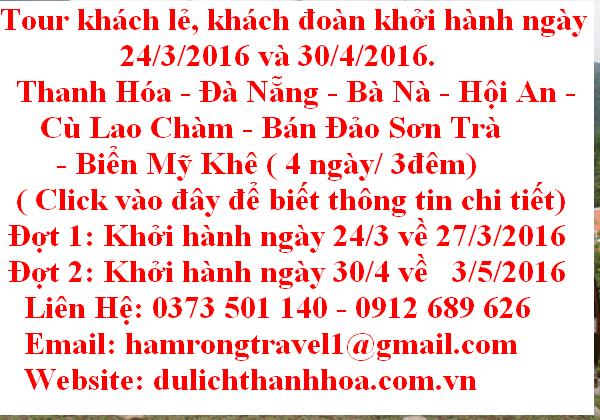 Tour khách lẻ, khách đoàn khởi hành ngày
24/3/2016 và 30/4/2016.
Thanh Hóa - Đà Nẵng - Bà Nà - Hội An -
Cù Lao Chàm - Bán Đảo Sơn Trà
- Biển Mỹ Khê ( 4 ngày/ 3đêm)
( Click vào đây để biết thông tin chi tiết)
Đợt 1: Khởi hành ngày 24/3 về 27/3/2016
Đợt 2: Khởi hành ngày 30/4 về 3/5/2016
Liên Hệ: 0373 501 140 - 0912 689 626
Email: hamrongtravel1@gmail.com
Website: dulichthanhhoa.com.vn